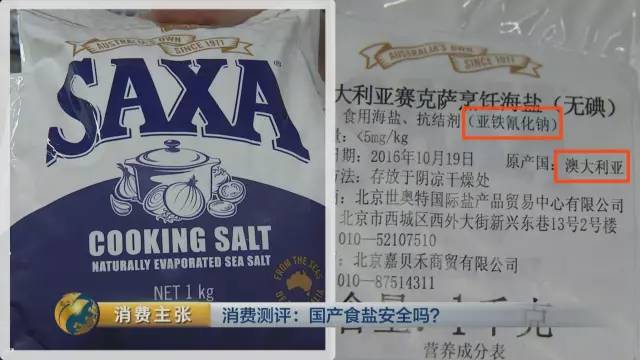 AUSTRALIA'S OWN
SINCE 1911
SAXA
COOKING SALT
NATURALLY EVAPORATED SEA SALT
NET 1 kg
FROM THE SEAS
AUSTRALIA'S OWN
SINCE 1911
大利亚赛克萨烹饪海盐（无碘）
食用海盐、抗结剂（亚铁氰化钠）
量：<5mg/kg
日期：2016年10月19日 原产国：澳大利亚
方法：存放于阴凉干燥处
北京世奥特国际盐产品贸易中心有限公司
北京市西城区西外大街新兴东巷13号2号楼
010—52107510
北京嘉贝禾商贸有限公司
010—87514311
含量：1千克
营养成分表
消费主张 消费测评：国产食盐安全吗？